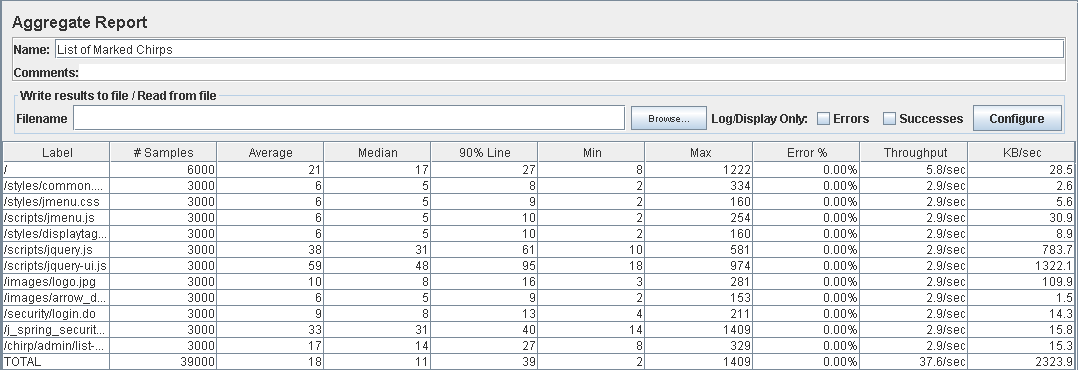 Aggregate Report
Name: List of Marked Chirps
Comments:
Write results to file / Read from file
Filename Browse... Log/Display Only: Errors Successes Configure
Label # Samples Average Median 90% Line Min Max Error % Throughput KB/sec
/ 6000 21 17 27 8 1222 0.00% 5.8/sec 28.5
/styles/common.... 3000 6 5 8 2 334 0.00% 2.9/sec 2.6
/styles/jmenu.css 3000 6 5 9 2 160 0.00% 2.9/sec 5.6
/scripts/jmenu.js 3000 6 5 10 2 254 0.00% 2.9/sec 30.9
/styles/displaytag... 3000 6 5 10 2 160 0.00% 2.9/sec 8.9
/scripts/jquery.js 3000 38 31 61 10 581 0.00% 2.9/sec 783.7
/scripts/jquery-ui.js 3000 59 48 95 18 974 0.00% 2.9/sec 1322.1
/images/logo.jpg 3000 10 8 16 3 281 0.00% 2.9/sec 109.9
/images/arrow_d... 3000 6 5 9 2 153 0.00% 2.9/sec 1.5
/security/login.do 3000 9 8 13 4 211 0.00% 2.9/sec 14.3
/j_spring_securit... 3000 33 31 40 14 1409 0.00% 2.9/sec 15.8
/chirp/admin/list-... 3000 17 14 27 8 329 0.00% 2.9/sec 15.3
TOTAL 39000 18 11 39 2 1409 0.00% 37.6/sec 2323.9